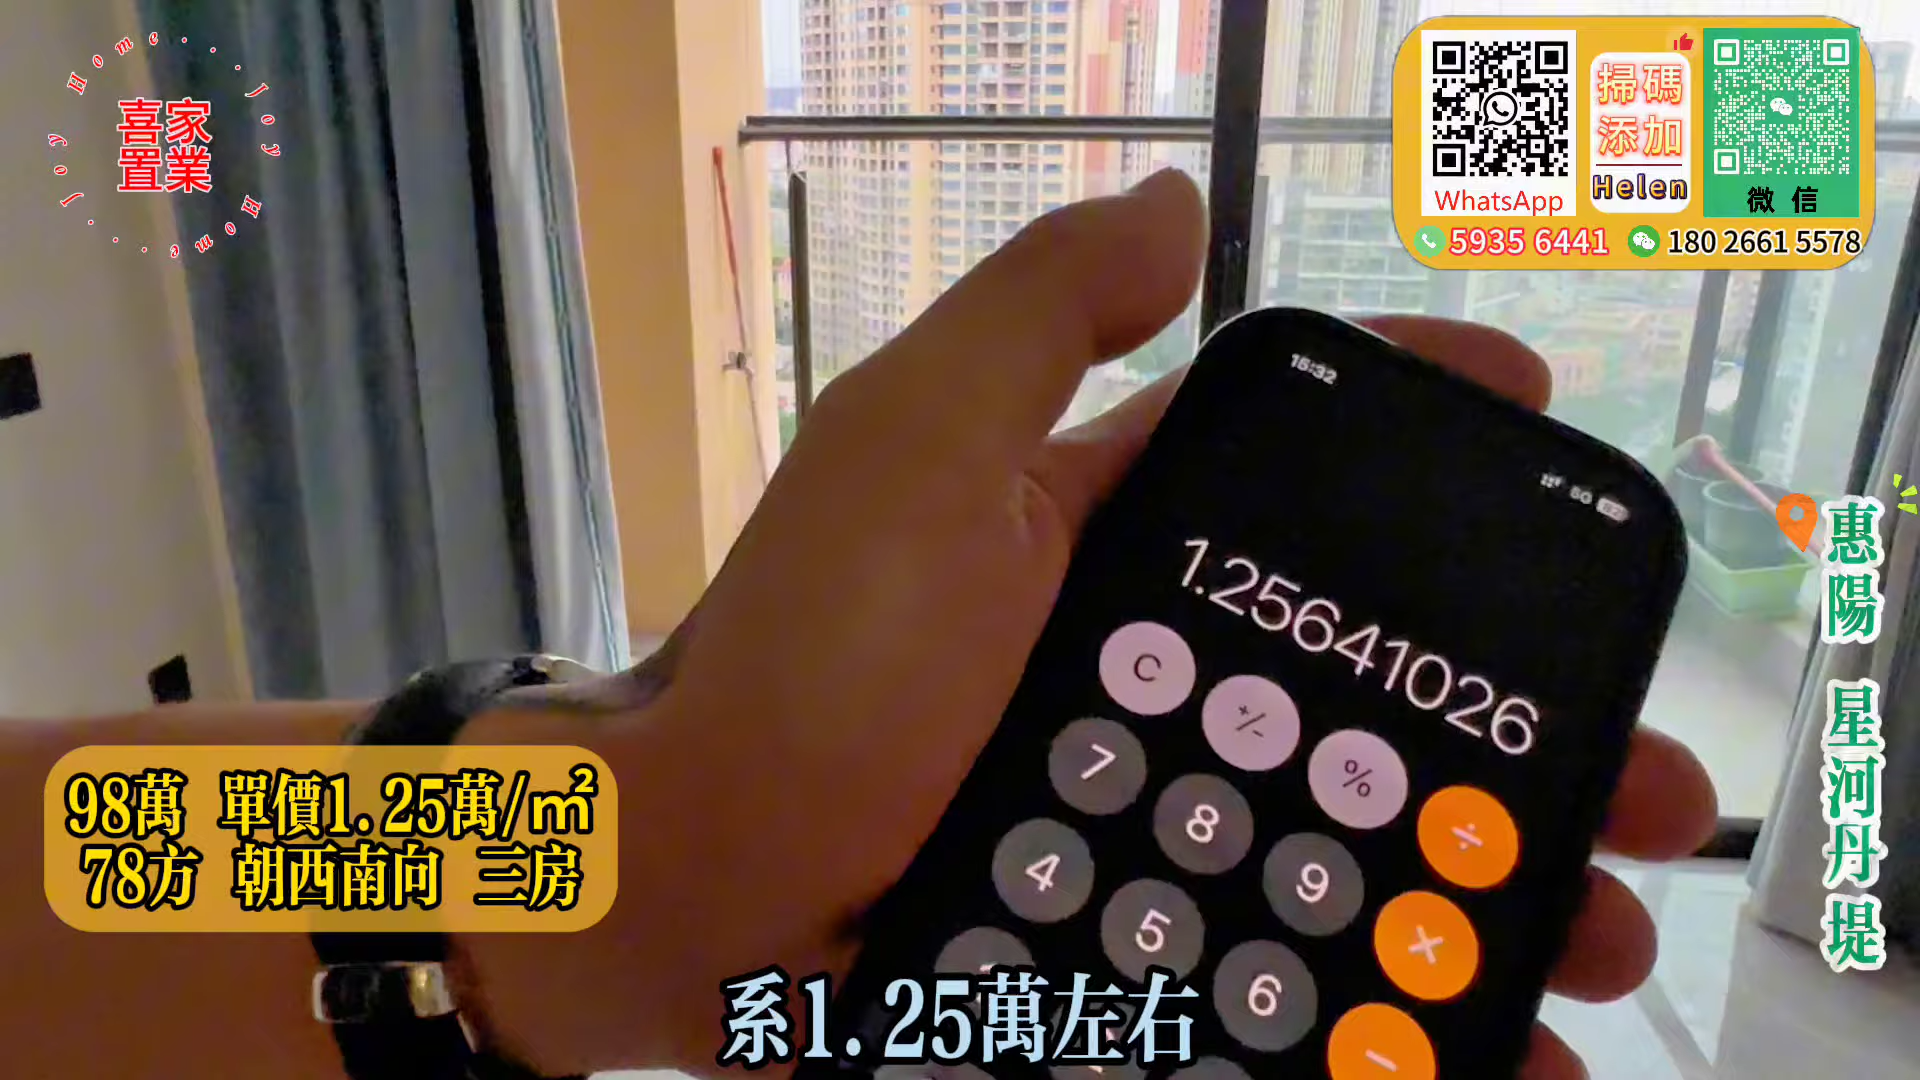 Joy Home
Joy Home
喜家
置業
WhatsApp
掃碼
添加
Helen
微信
5935 6441
180 2661 5578
15:32
5G
1.25641026
C
+/-
%
÷
7
8
9
×
4
5
6
−
惠陽 星河丹堤
98萬 單價1.25萬/㎡
78方 朝西南向 三房
系1.25萬左右